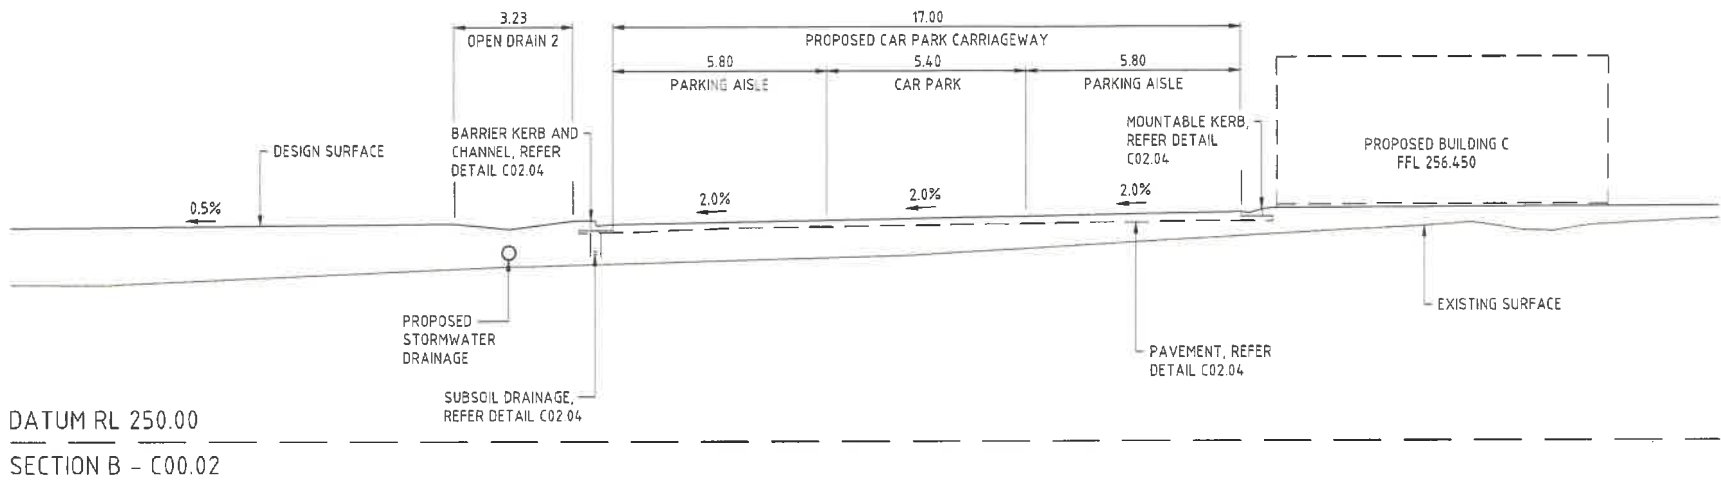 3.23
OPEN DRAIN 2
17.00
PROPOSED CAR PARK CARRIAGEWAY
5.80
PARKING AISLE
5.40
CAR PARK
5.80
PARKING AISLE
DESIGN SURFACE
BARRIER KERB AND
CHANNEL, REFER
DETAIL C02.04
MOUNTABLE KERB,
REFER DETAIL
C02.04
PROPOSED BUILDING C
FFL 256.450
0.5%
2.0%
2.0%
2.0%
PROPOSED
STORMWATER
DRAINAGE
SUBSOIL DRAINAGE,
REFER DETAIL C02.04
PAVEMENT, REFER
DETAIL C02.04
EXISTING SURFACE
DATUM RL 250.00
SECTION B - C00.02